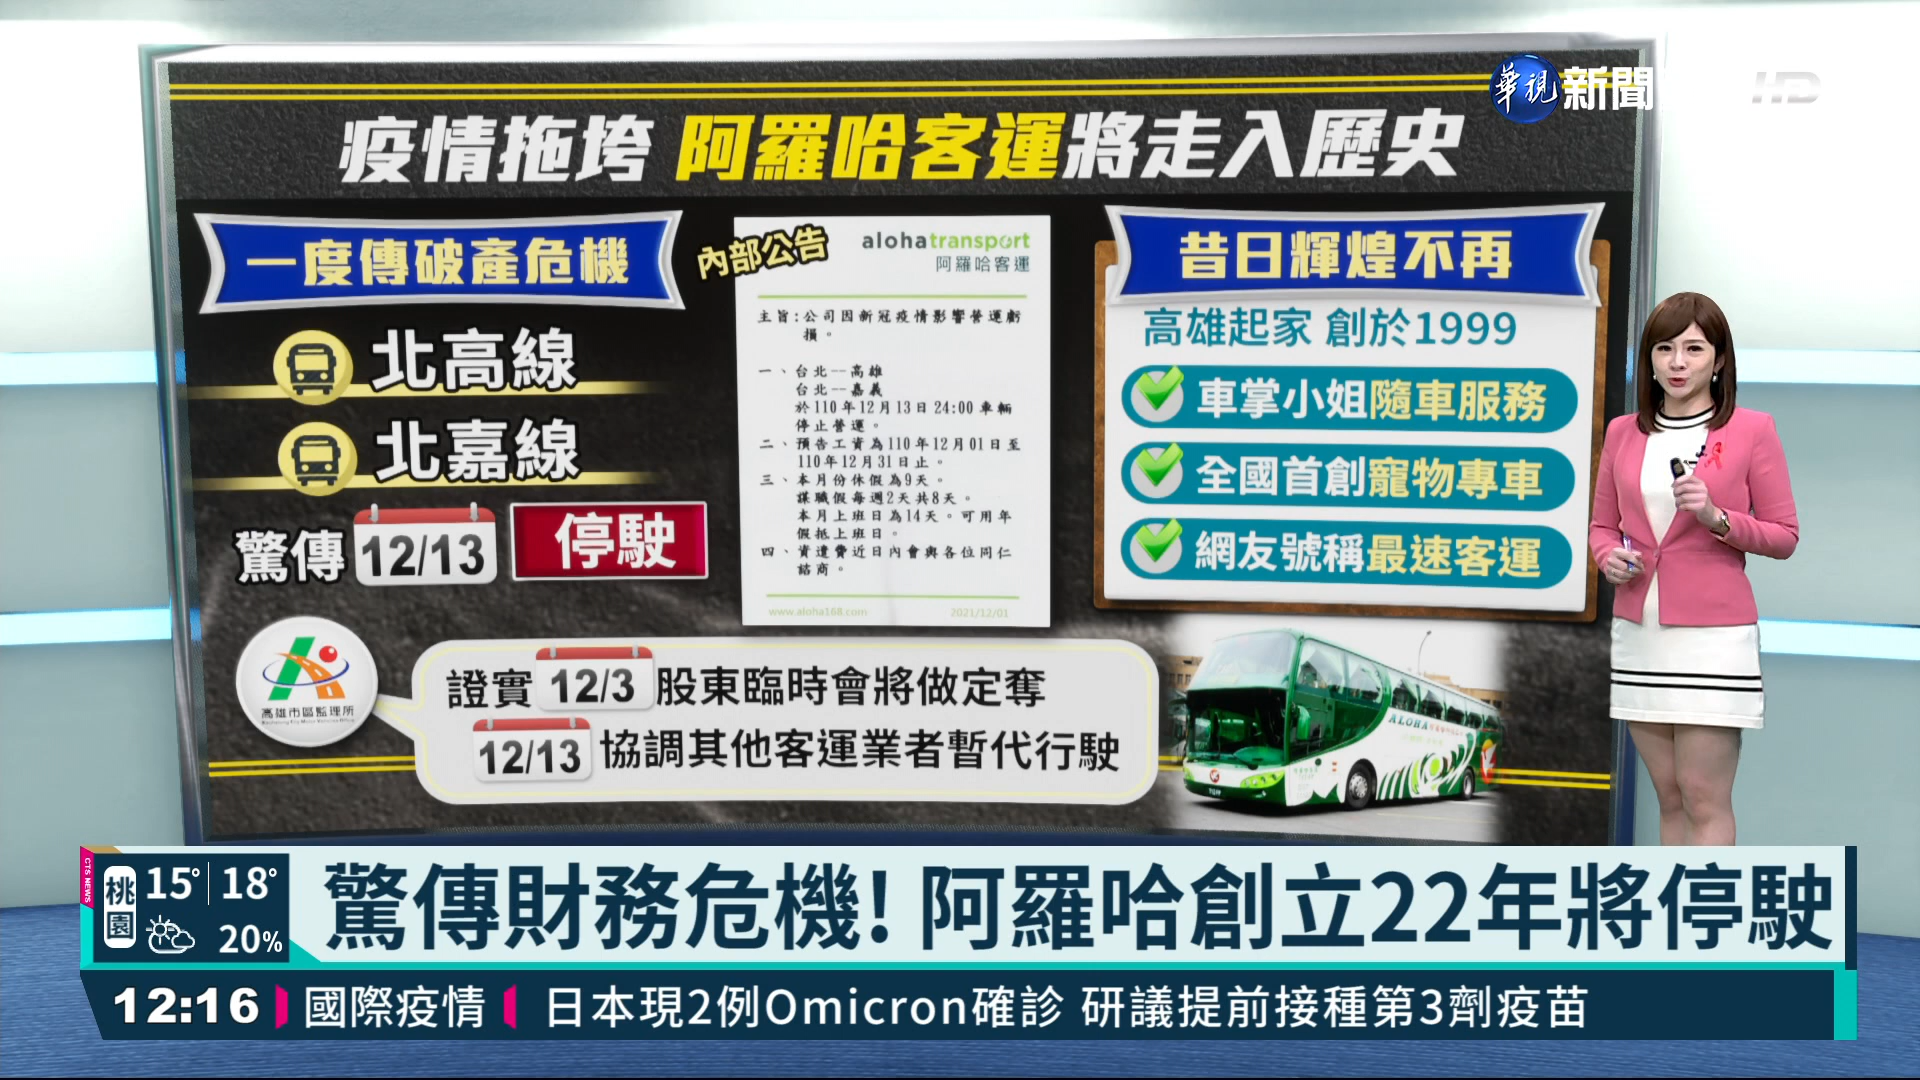 華視新聞
HD
疫情拖垮 阿羅哈客運將走入歷史
一度傳破產危機
北高線
北嘉線
驚傳 12/13 停駛
內部公告
alohatransport
阿羅哈客運
主旨:公司因新冠疫情影響營運虧
損。
一、台北--高雄
台北--嘉義
於110年12月13日24:00車輛
停止營運。
二、預告工資為110年12月01日至
110年12月31日止。
三、本月份休假為9天。
謀職假每週2天共8天。
本月上班日為14天。可用年
假抵上班日。
四、資遣費近日內會與各位同仁
諮商。
www.aloha168.com 2021/12/01
昔日輝煌不再
高雄起家 創於1999
車掌小姐隨車服務
全國首創寵物專車
網友號稱最速客運
高雄市區監理所
證實 12/3 股東臨時會將做定奪
12/13 協調其他客運業者暫代行駛
ALOHA
CTS NEWS
桃園 15° 18°
20%
驚傳財務危機! 阿羅哈創立22年將停駛
12:16 國際疫情 日本現2例Omicron確診 研議提前接種第3劑疫苗